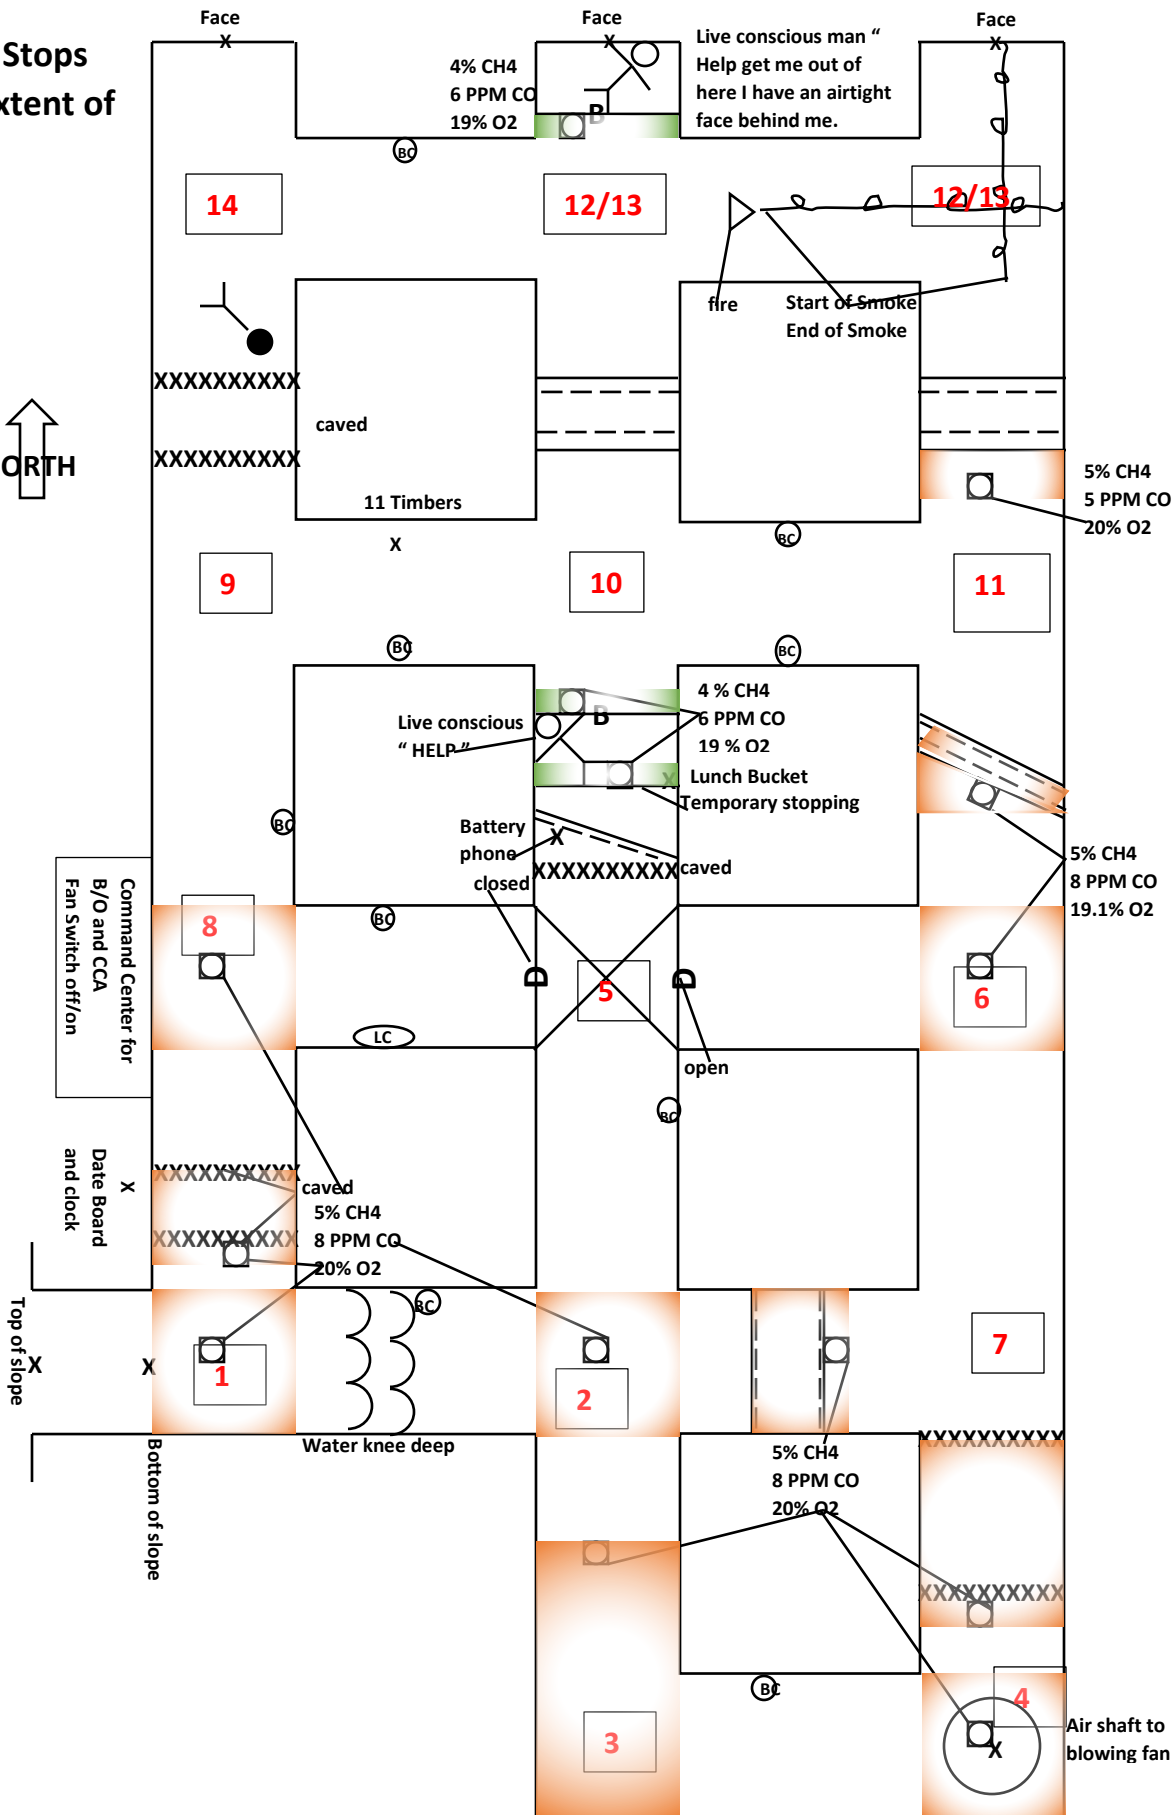 Stops
xtent of
Face
Face
Face
X
X
X
4% CH4
6 PPM CO
19% O2
B
Live conscious man “
Help get me out of
here I have an airtight
face behind me.
BC
14
12/13
12/13
fire
Start of Smoke
End of Smoke
XXXXXXXXXX
caved
XXXXXXXXXX
ORTH
11 Timbers
X
BC
5% CH4
5 PPM CO
20% O2
9
10
11
BC
BC
Live conscious
“ HELP ”
B
4 % CH4
6 PPM CO
19 % O2
X
Lunch Bucket
Temporary stopping
BC
Battery
phone
X
closed
XXXXXXXXXX
caved
5% CH4
8 PPM CO
19.1% O2
Command Center for
B/O and CCA
Fan Switch off/on
8
BC
D
5
D
6
LC
open
BC
X
Date Board
and clock
XXXXXXXXXX
caved
XXXXXXXXXX
5% CH4
8 PPM CO
20% O2
BC
Top of slope
X
X
1
2
7
Water knee deep
Bottom of slope
XXXXXXXXXX
5% CH4
8 PPM CO
20% O2
XXXXXXXXXX
BC
3
4
X
Air shaft to
blowing fan